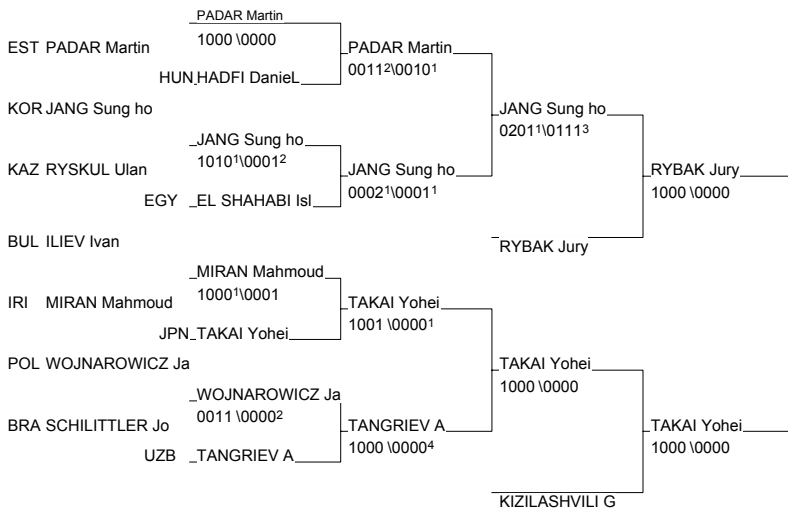 PADAR Martin
EST PADAR Martin
1000 \0000
PADAR Martin
0011² \0010¹
HUN HADFI DanieL
KOR JANG Sung ho
JANG Sung ho
0201¹\0111³
JANG Sung ho
1010¹\0001²
KAZ RYSKUL Ulan
JANG Sung ho
0002¹\0001¹
RYBAK Jury
1000 \0000
EGY EL SHAHABI Isl
BUL ILIEV Ivan
RYBAK Jury
MIRAN Mahmoud
1000¹\0001
IRI MIRAN Mahmoud
TAKAI Yohei
1001 \0000¹
JPN TAKAI Yohei
POL WOJNAROWICZ Ja
TAKAI Yohei
1000 \0000
WOJNAROWICZ Ja
0011 \0000²
BRA SCHILITTLER Jo
TANGRIEV A
1000 \0000⁴
TAKAI Yohei
1000 \0000
UZB TANGRIEV A
KIZILASHVILI G